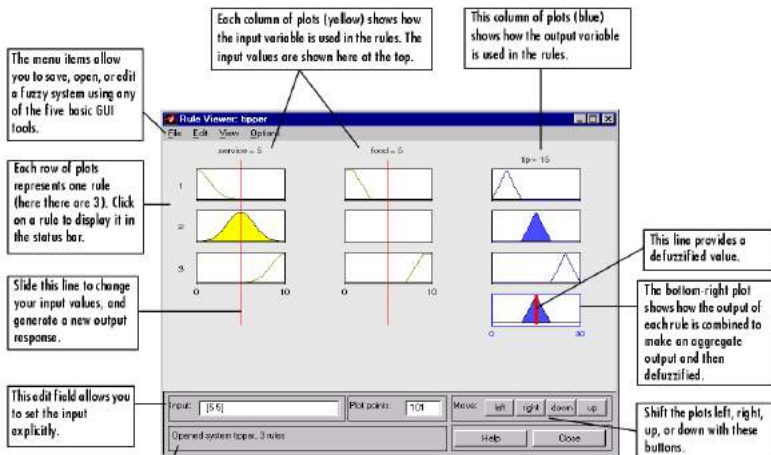 Each column of plots (yellow) shows
how the input variable is used in the rules. The
input values are shown here at the top.
This column of plots (blue)
shows how the output variable
is used in the rules.
The menu items allow
you to save, open, or edit
a fuzzy system using any
of the five basic GUI
tools.
Rule Viewer: tipper
File Edit View Options
service = 5
food = 5
tip = 15
Each row of plots
represents one rule
(here there are 3). Click
on a rule to display it in
the status bar.
1
2
3
0 10
0 10
0 30
Slide this line to change
your input values, and
generate a new output
response.
This line provides a
defuzzified value.
The bottom-right plot
shows how the output of
each rule is combined to
make an aggregate
output and then
defuzzified.
This edit field allows you
to set the input
explicitly.
Input: [5 5]
Plot points: 101
Move: left right down up
Opened system tipper, 3 rules
Help Close
Shift the plots left, right,
up, or down with these
buttons.